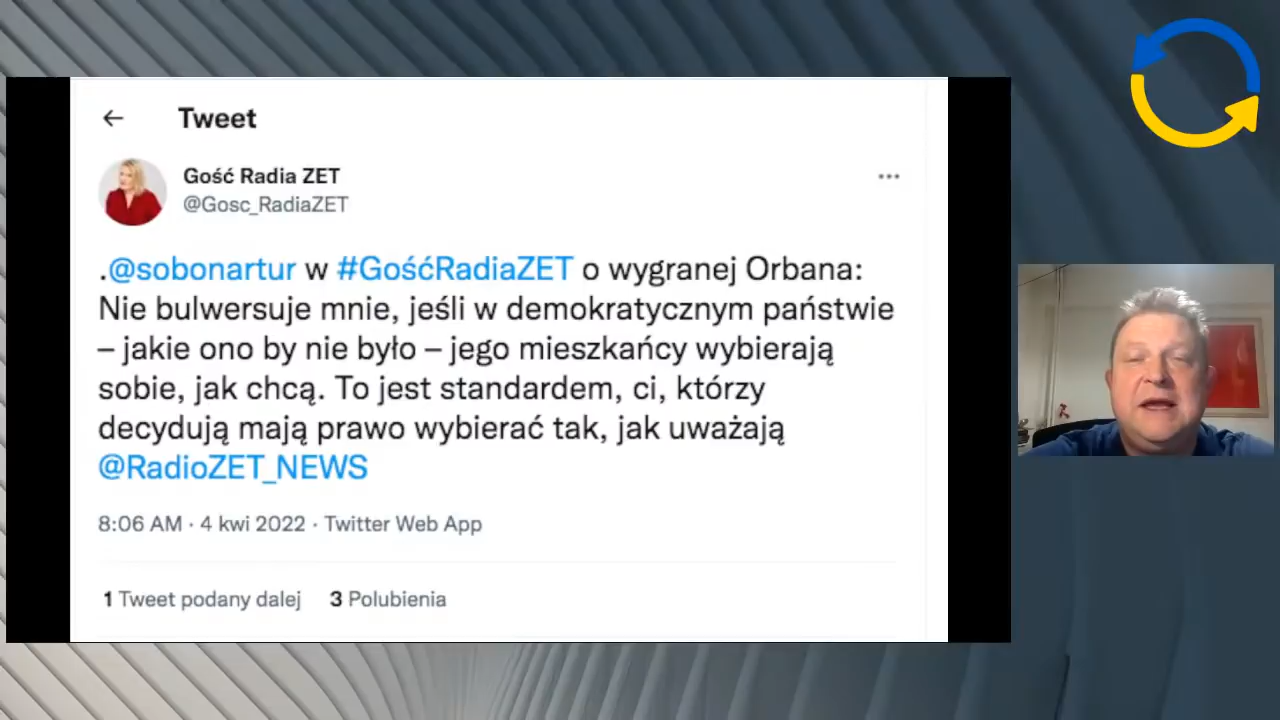 Tweet
Gość Radia ZET
@Gosc_RadiaZET
.@sobonartur w #GośćRadiaZET o wygranej Orbana:
Nie bulwersuje mnie, jeśli w demokratycznym państwie
– jakie ono by nie było – jego mieszkańcy wybierają
sobie, jak chcą. To jest standardem, ci, którzy
decydują mają prawo wybierać tak, jak uważają
@RadioZET_NEWS
8:06 AM · 4 kwi 2022 · Twitter Web App
1 Tweet podany dalej 3 Polubienia